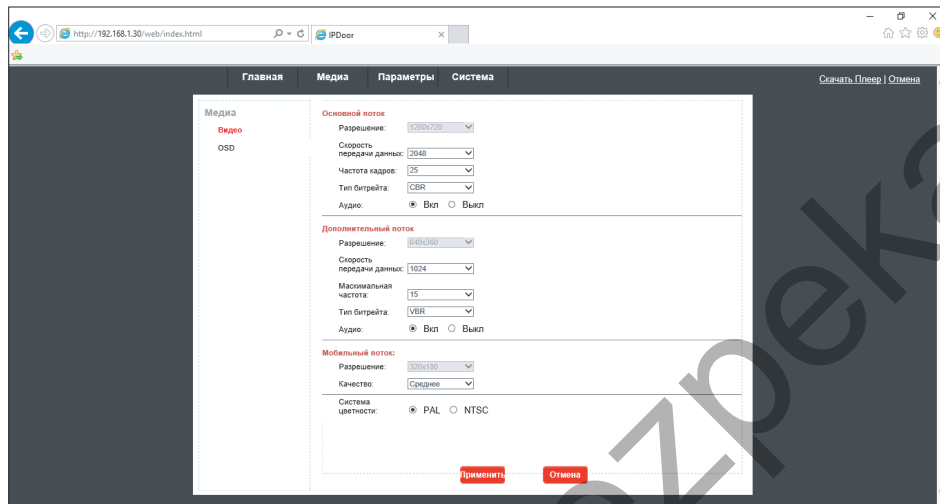 http://192.168.1.30/web/index.html
IPDoor
Главная Медиа Параметры Система
Скачать Плеер | Отмена
Медиа
Видео
OSD
Основной поток
Разрешение: 1280x720
Скорость
передачи данных: 2048
Частота кадров: 25
Тип битрейта: CBR
Аудио: Вкл Выкл
Дополнительный поток
Разрешение: 640x360
Скорость
передачи данных: 1024
Маскимальная
частота: 15
Тип битрейта: VBR
Аудио: Вкл Выкл
Мобильный поток:
Разрешение: 320x180
Качество: Среднее
Система
цветности: PAL NTSC
Применить Отмена